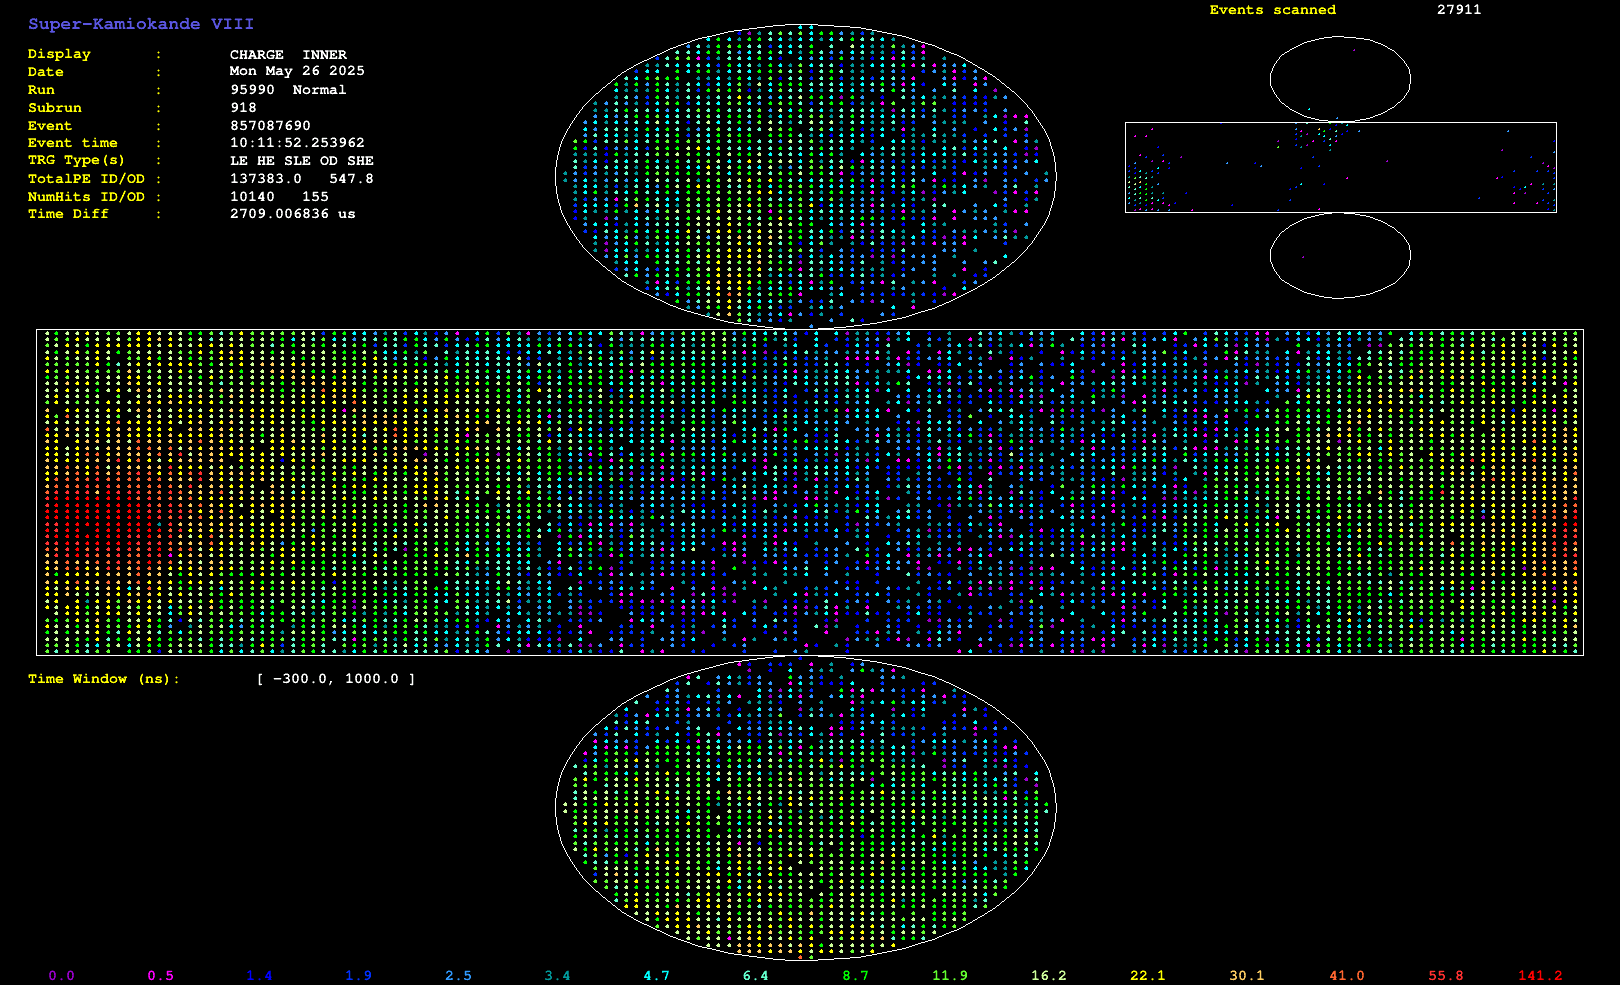 Super-Kamiokande VIII
Events scanned 27911
Display : CHARGE INNER
Date : Mon May 26 2025
Run : 95990 Normal
Subrun : 918
Event : 857087690
Event time : 10:11:52.253962
TRG Type(s) : LE HE SLE OD SHE
TotalPE ID/OD : 137383.0 547.8
NumHits ID/OD : 10140 155
Time Diff : 2709.006836 us
Time Window (ns): [ -300.0, 1000.0 ]
0.0 0.5 1.4 1.9 2.5 3.4 4.7 6.4 8.7 11.9 16.2 22.1 30.1 41.0 55.8 141.2